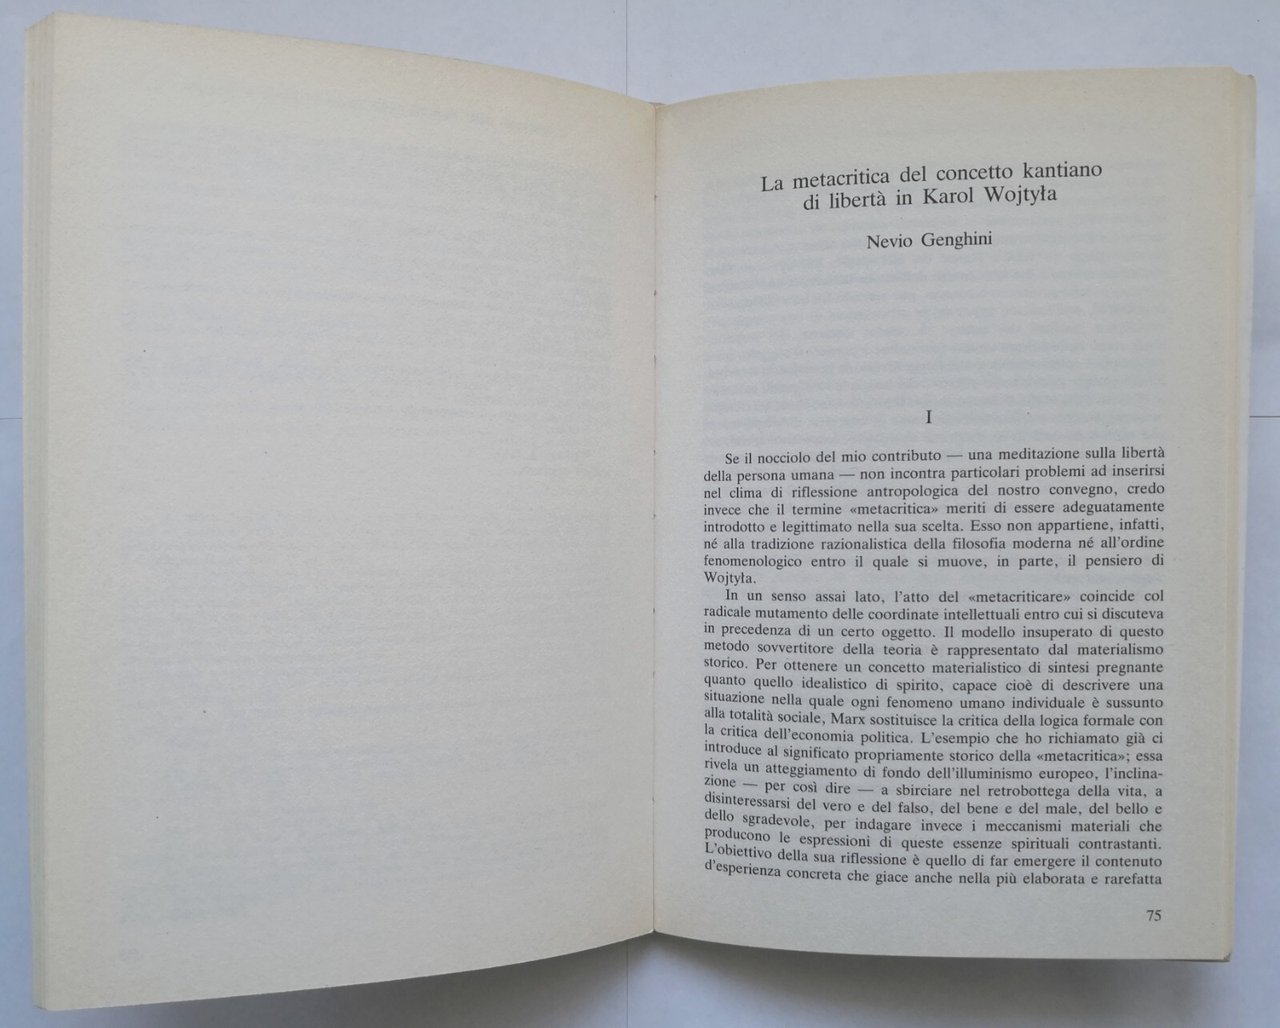 La metacritica del concetto kantiano
di libertà in Karol Wojtyła
Nevio Genghini
I
Se il nocciolo del mio contributo — una meditazione sulla libertà
della persona umana — non incontra particolari problemi ad inserirsi
nel clima di riflessione antropologica del nostro convegno, credo
invece che il termine «metacritica» meriti di essere adeguatamente
introdotto e legittimato nella sua scelta. Esso non appartiene, infatti,
né alla tradizione razionalistica della filosofia moderna né all'ordine
fenomenologico entro il quale si muove, in parte, il pensiero di
Wojtyła.
In un senso assai lato, l'atto del «metacriticare» coincide col
radicale mutamento delle coordinate intellettuali entro cui si discuteva
in precedenza di un certo oggetto. Il modello insuperato di questo
metodo sovvertitore della teoria è rappresentato dal materialismo
storico. Per ottenere un concetto materialistico di sintesi pregnante
quanto quello idealistico di spirito, capace cioè di descrivere una
situazione nella quale ogni fenomeno umano individuale è sussunto
alla totalità sociale, Marx sostituisce la critica della logica formale con
la critica dell'economia politica. L'esempio che ho richiamato già ci
introduce al significato propriamente storico della «metacritica»; essa
rivela un atteggiamento di fondo dell'illuminismo europeo, l'inclina-
zione — per così dire — a sbirciare nel retrobottega della vita, a
disinteressarsi del vero e del falso, del bene e del male, del bello e
dello sgradevole, per indagare invece i meccanismi materiali che
producono le espressioni di queste essenze spirituali contrastanti.
L'obiettivo della sua riflessione è quello di far emergere il contenuto
d'esperienza concreta che giace anche nella più elaborata e rarefatta
75